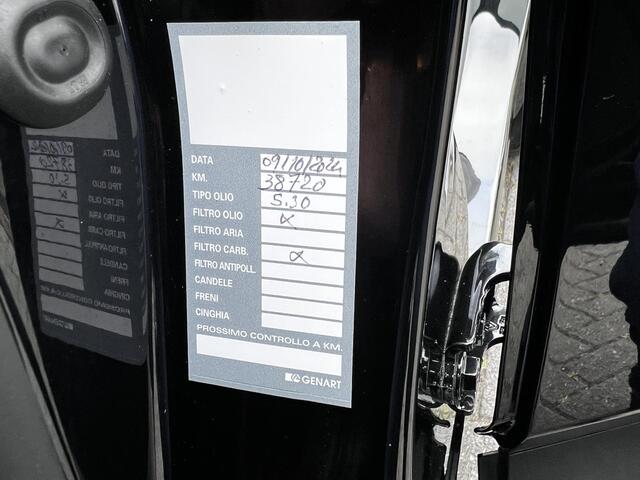 DATA 09/10/2024
KM. 38720
TIPO OLIO 5.30
FILTRO OLIO x
FILTRO ARIA
FILTRO CARB. x
FILTRO ANTIPOLL.
CANDELE
FRENI
CINGHIA
PROSSIMO CONTROLLO A KM.
GENART